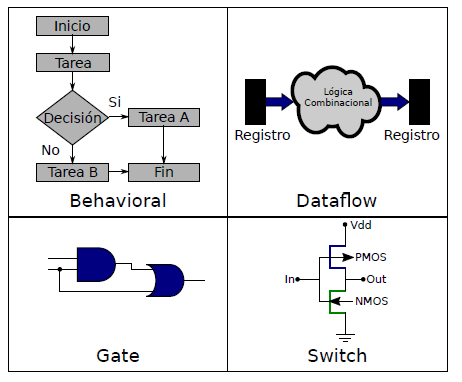 Inicio
Tarea
Decisión
Si
Tarea A
No
Tarea B
Fin
Behavioral
Lógica
Combinacional
Registro
Registro
Dataflow
Gate
Vdd
PMOS
In
Out
NMOS
Switch